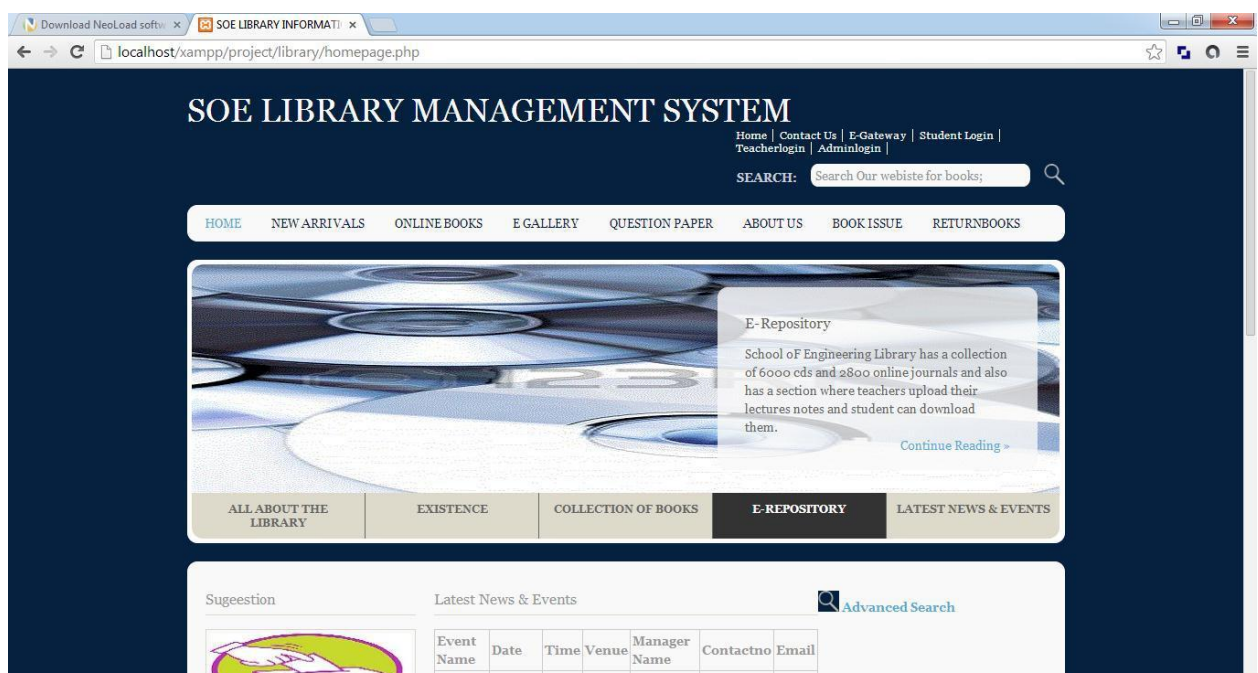 Download NeoLoad softw
SOE LIBRARY INFORMATI
localhost/xampp/project/library/homepage.php
SOE LIBRARY MANAGEMENT SYSTEM
Home | Contact Us | E-Gateway | Student Login |
Teacherlogin | Adminlogin |
SEARCH: Search Our webiste for books;
HOME NEW ARRIVALS ONLINE BOOKS E GALLERY QUESTION PAPER ABOUT US BOOK ISSUE RETURNBOOKS
E-Repository
School oF Engineering Library has a collection
of 6000 cds and 2800 online journals and also
has a section where teachers upload their
lectures notes and student can download
them.
Continue Reading »
ALL ABOUT THE
LIBRARY
EXISTENCE
COLLECTION OF BOOKS
E-REPOSITORY
LATEST NEWS & EVENTS
Sugeestion
Latest News & Events
Advanced Search
Event Name Date Time Venue Manager Name Contactno Email